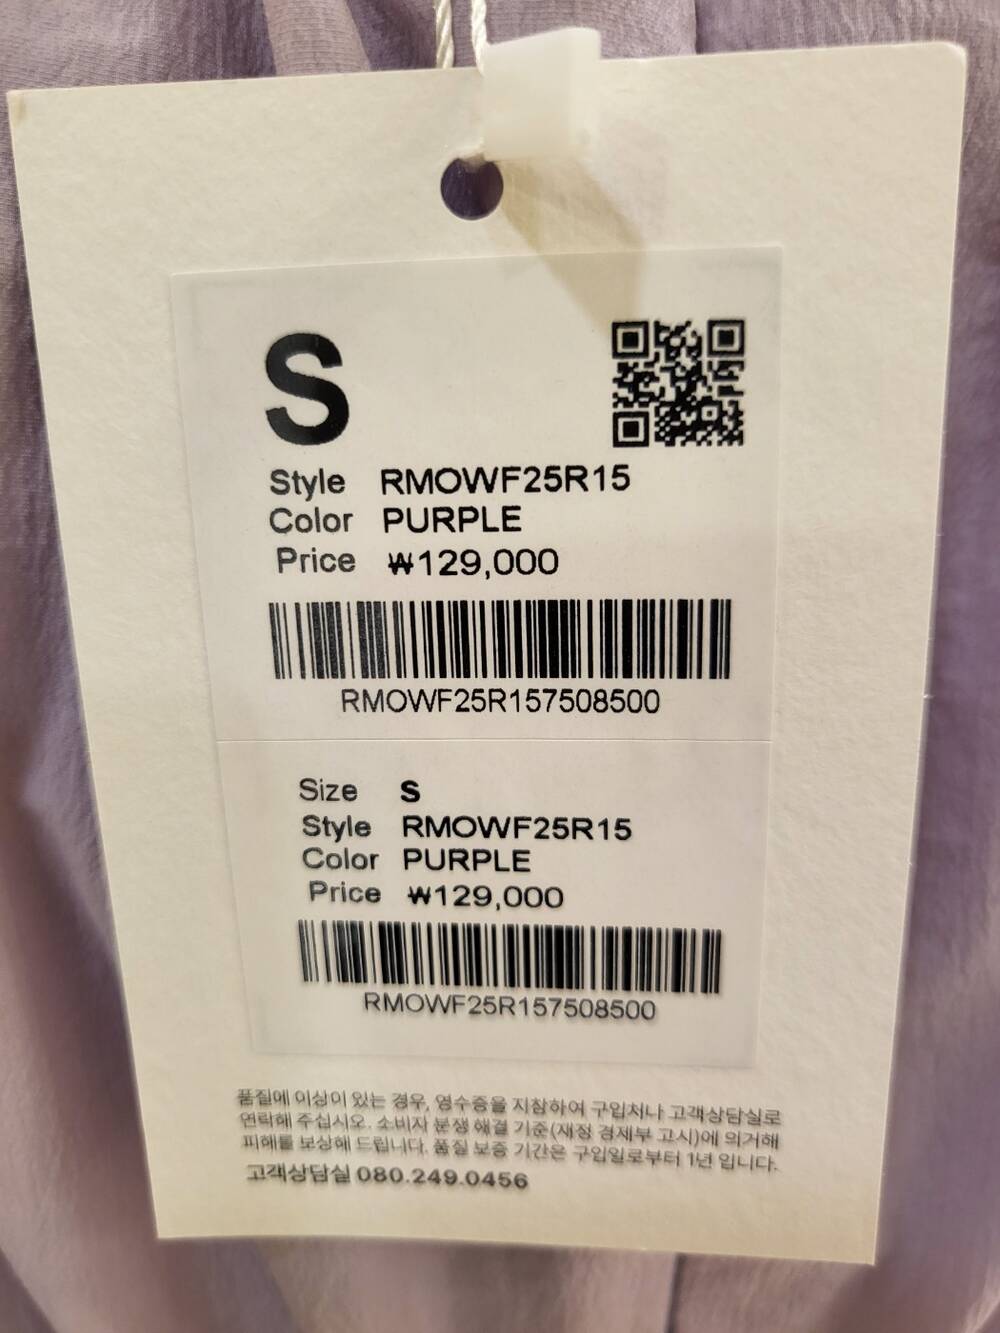 S
Style RMOWF25R15
Color PURPLE
Price ₩129,000
RMOWF25R157508500
Size S
Style RMOWF25R15
Color PURPLE
Price ₩129,000
RMOWF25R157508500
품질에 이상이 있는 경우, 영수증을 지참하여 구입처나 고객상담실로
연락해 주십시오. 소비자 분쟁 해결 기준(재정 경제부 고시)에 의거해
피해를 보상해 드립니다. 품질 보증 기간은 구입일로부터 1년 입니다.
고객상담실 080.249.0456